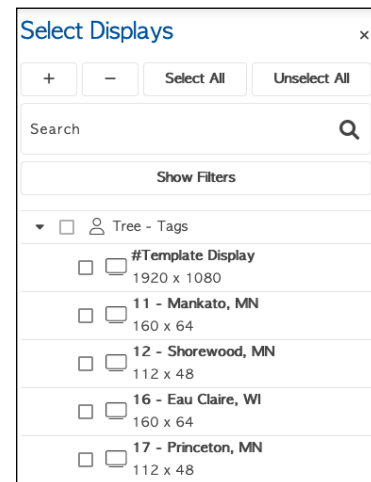 Select Displays
×
+ − Select All Unselect All
Search
Show Filters
Tree - Tags
#Template Display
1920 x 1080
11 - Mankato, MN
160 x 64
12 - Shorewood, MN
112 x 48
16 - Eau Claire, WI
160 x 64
17 - Princeton, MN
112 x 48